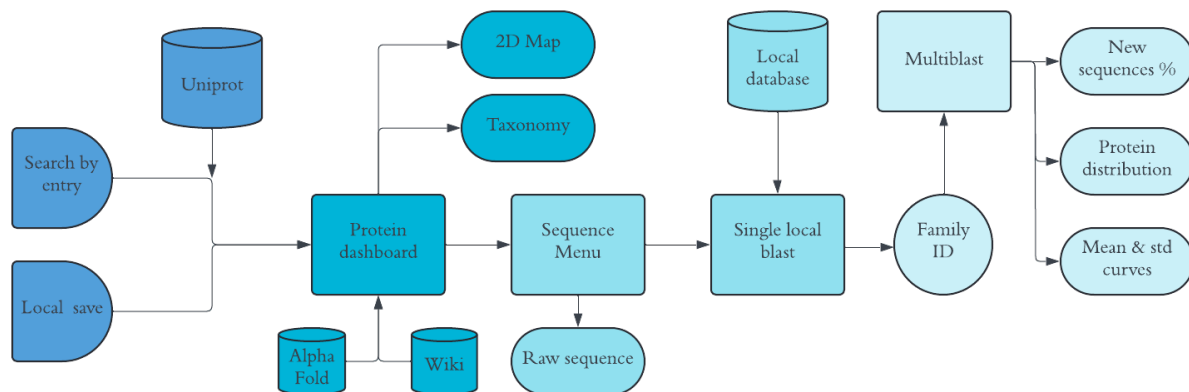 Uniprot
Search by
entry
Local save
2D Map
Taxonomy
Protein
dashboard
Alpha
Fold
Wiki
Sequence
Menu
Raw sequence
Local
database
Single local
blast
Family
ID
Multiblast
New
sequences %
Protein
distribution
Mean & std
curves